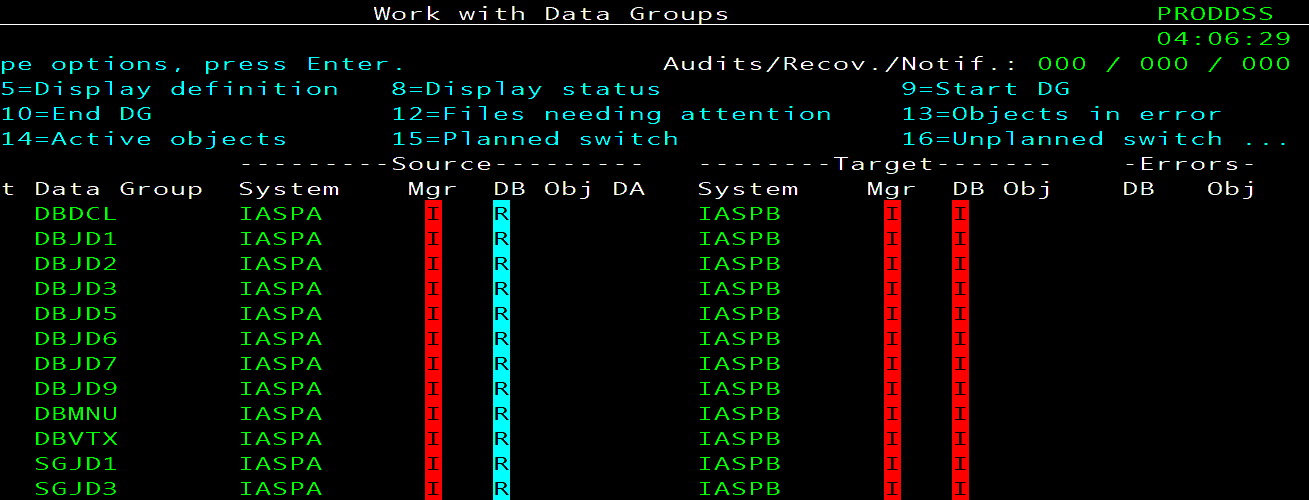 Work with Data Groups PRODDSS
04:06:29
pe options, press Enter. Audits/Recov./Notif.: 000 / 000 / 000
5=Display definition 8=Display status 9=Start DG
10=End DG 12=Files needing attention 13=Objects in error
14=Active objects 15=Planned switch 16=Unplanned switch ...
---------Source--------- --------Target------- -Errors-
t Data Group System Mgr DB Obj DA System Mgr DB Obj DB Obj
DBDCL IASPA I R IASPB I I
DBJD1 IASPA I R IASPB I I
DBJD2 IASPA I R IASPB I I
DBJD3 IASPA I R IASPB I I
DBJD5 IASPA I R IASPB I I
DBJD6 IASPA I R IASPB I I
DBJD7 IASPA I R IASPB I I
DBJD9 IASPA I R IASPB I I
DBMNU IASPA I R IASPB I I
DBVTX IASPA I R IASPB I I
SGJD1 IASPA I R IASPB I I
SGJD3 IASPA I R IASPB I I